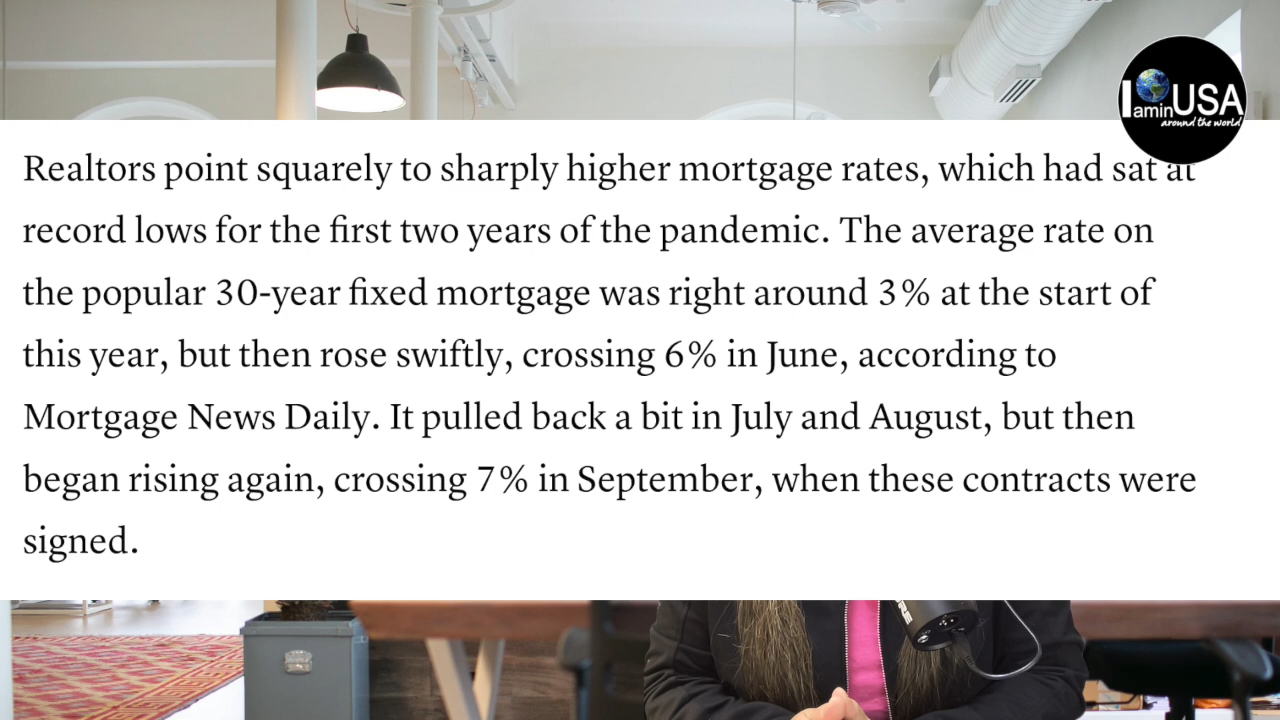 IaminUSA
around the world
Realtors point squarely to sharply higher mortgage rates, which had sat at
record lows for the first two years of the pandemic. The average rate on
the popular 30-year fixed mortgage was right around 3% at the start of
this year, but then rose swiftly, crossing 6% in June, according to
Mortgage News Daily. It pulled back a bit in July and August, but then
began rising again, crossing 7% in September, when these contracts were
signed.